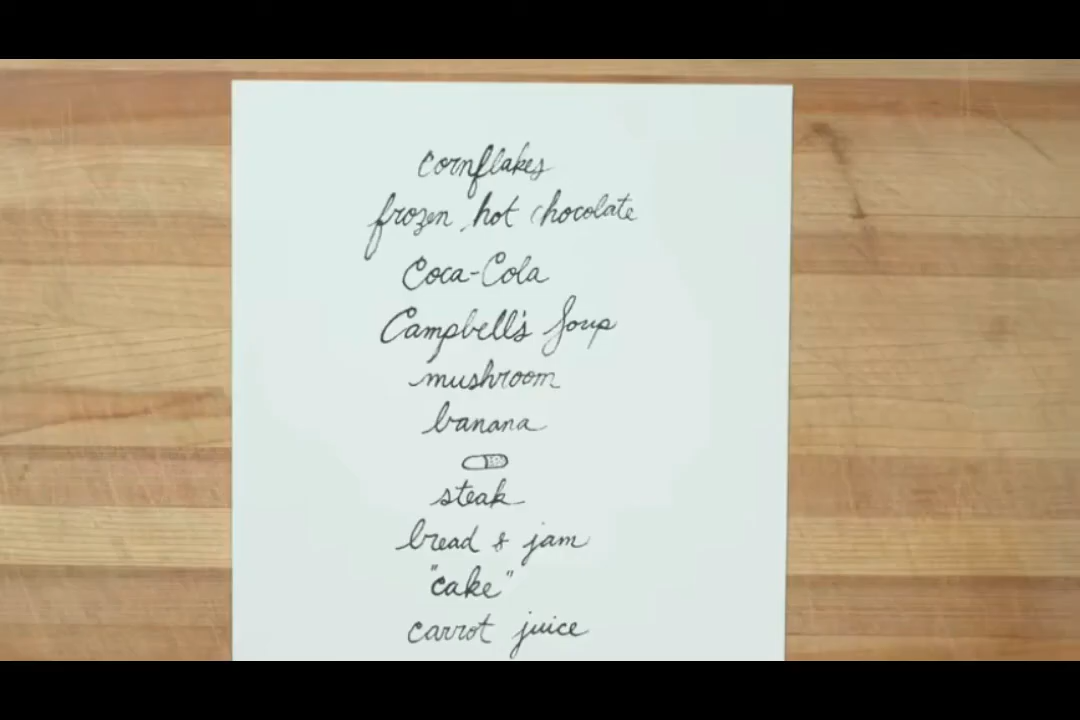 cornflakes
frozen hot chocolate
Coca-Cola
Campbell's Soup
mushroom
banana
steak
bread & jam
"cake"
carrot juice